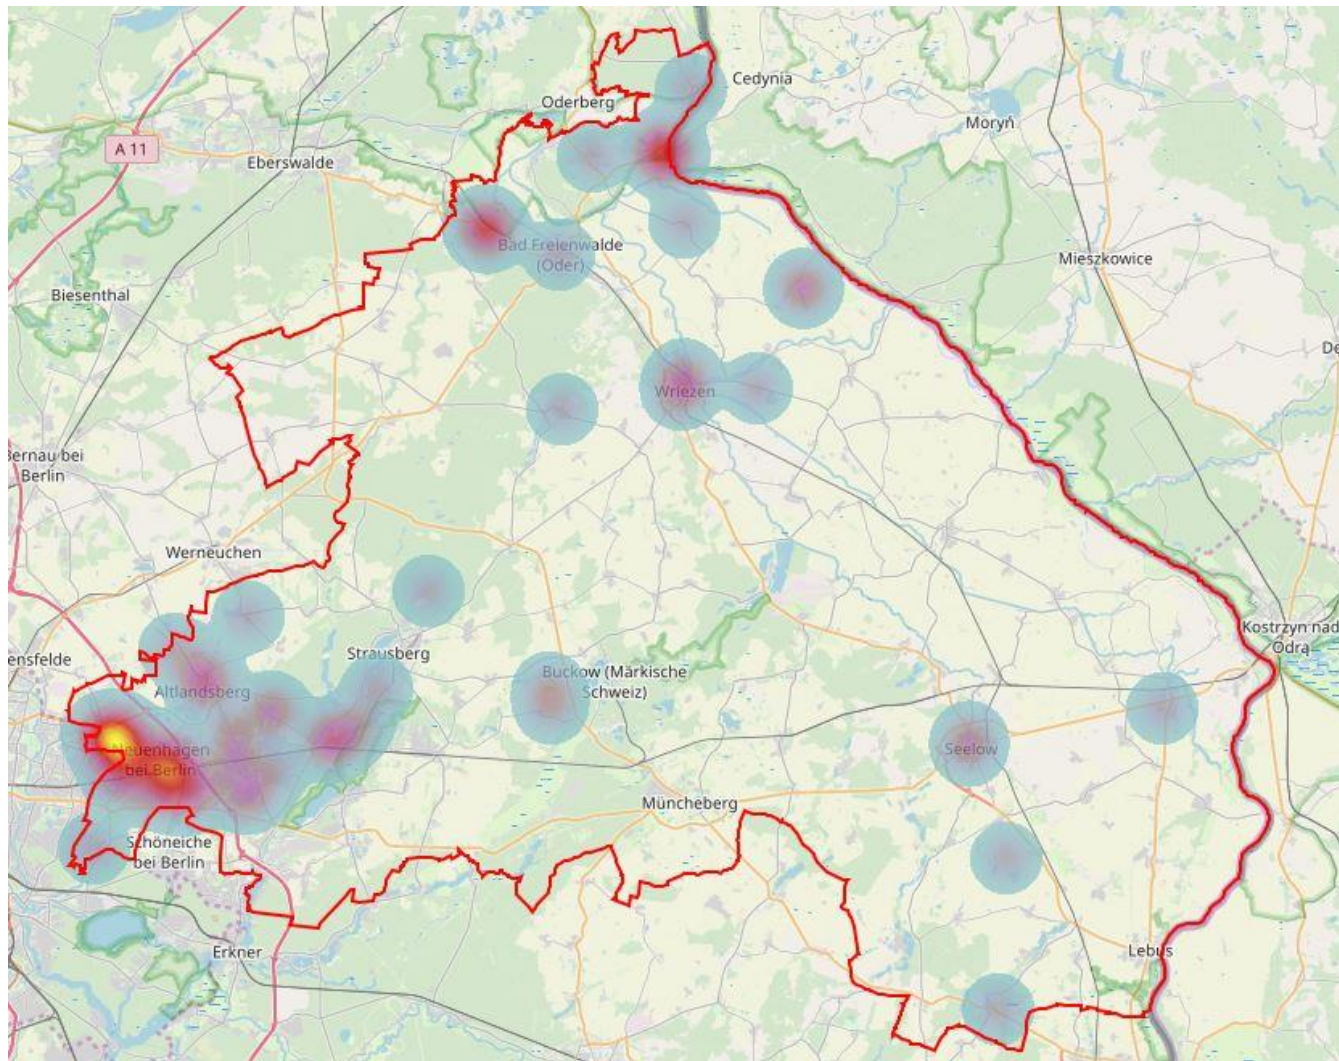 Cedynia
Oderberg
Moryń
A 11
Eberswalde
Bad Freienwalde
(Oder)
Mieszkowice
Biesenthal
De
Wriezen
Bernau bei
Berlin
Werneuchen
Kostrzyn nad
Odrą
Strausberg
ensfelde
Buckow (Märkische
Schweiz)
Altlandsberg
Neuenhagen
bei Berlin
Seelow
Müncheberg
Schöneiche
bei Berlin
Erkner
Lebus